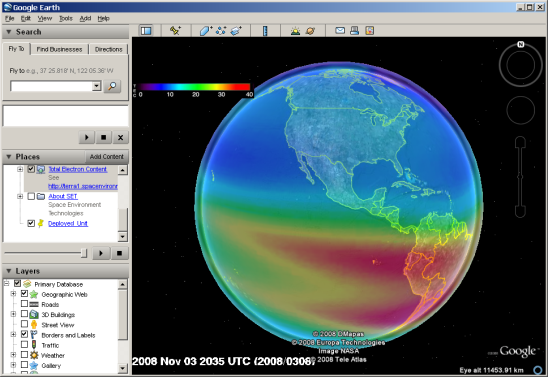 Google Earth
File Edit View Tools Add Help
Search
Fly To Find Businesses Directions
Fly to e.g., 37 25.818' N, 122 05.36' W
Places
Add Content
Total Electron Content
See
http://terra1.spacenvironr
About SET
Space Environment
Technologies
Deployed_Unit
Layers
Primary Database
Geographic Web
Roads
3D Buildings
Street View
Borders and Labels
Traffic
Weather
Gallery
TEC
0 10 20 30 40
N
© 2008 DMapas
© 2008 Europa Technologies
Image NASA
© 2008 Tele Atlas
2008 Nov 03 2035 UTC (2008/0308)
Google
Eye alt 11453.91 km